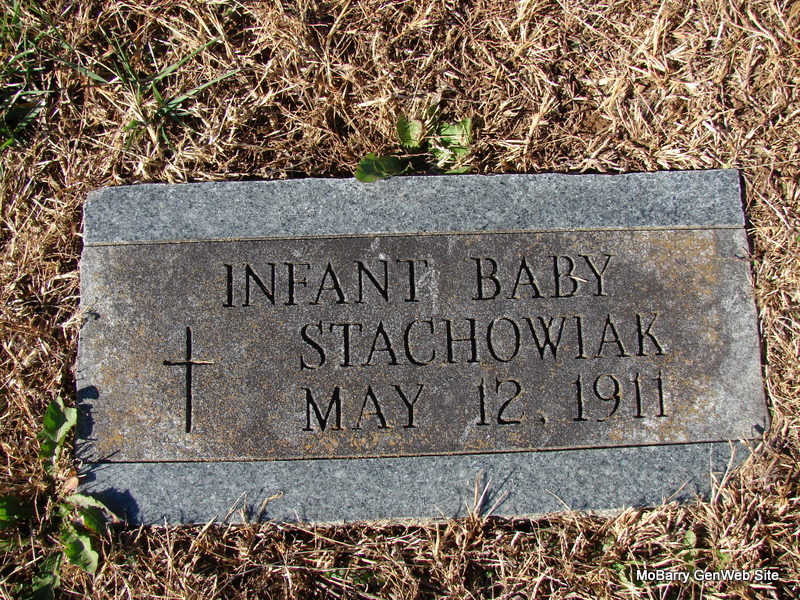 INFANT BABY
STACHOWIAK
MAY 12, 1911
MoBarry GenWeb Site